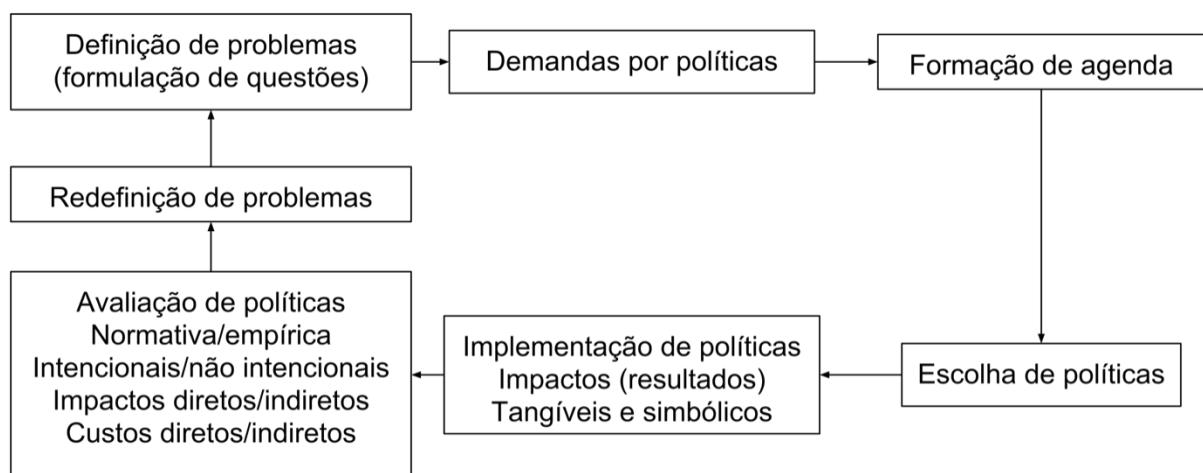 Definição de problemas
(formulação de questões)
Demandas por políticas
Formação de agenda
Redefinição de problemas
Avaliação de políticas
Normativa/empírica
Intencionais/não intencionais
Impactos diretos/indiretos
Custos diretos/indiretos
Implementação de políticas
Impactos (resultados)
Tangíveis e simbólicos
Escolha de políticas